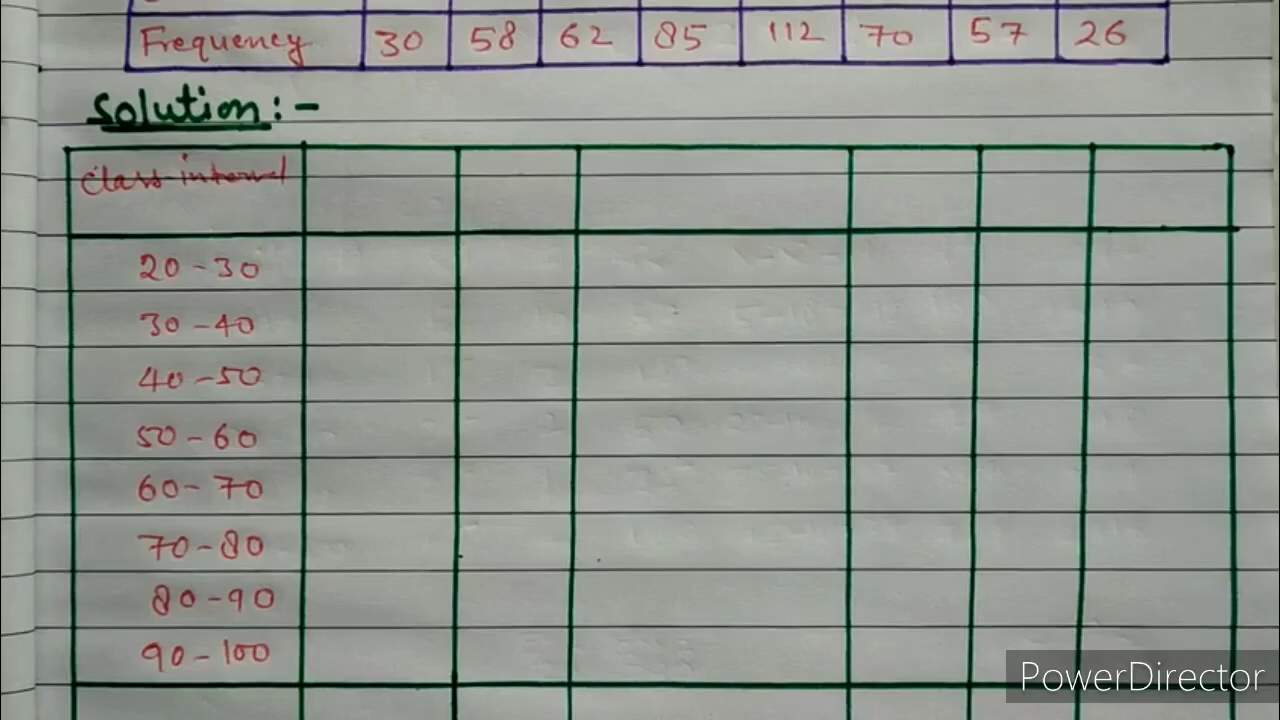 Frequency 30 58 62 85 112 70 57 26
Solution:-
Class interval
20-30
30-40
40-50
50-60
60-70
70-80
80-90
90-100
PowerDirector